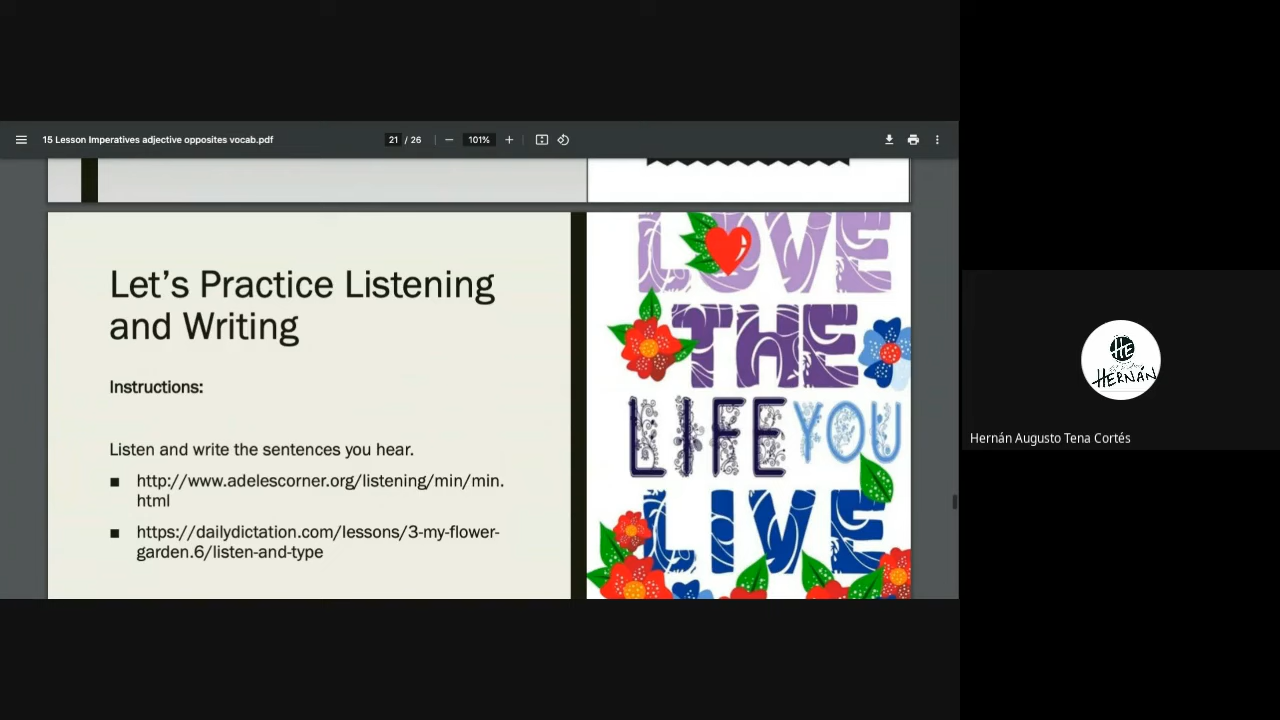 15 Lesson Imperatives adjective opposites vocab.pdf
21 / 26
101%
Let’s Practice Listening
and Writing
Instructions:
Listen and write the sentences you hear.
■ http://www.adelescorner.org/listening/min/min.
html
■ https://dailydictation.com/lessons/3-my-flower-
garden.6/listen-and-type
LOVE
THE
LIFE YOU
LIVE
HE
HERNÁN
Hernán Augusto Tena Cortés